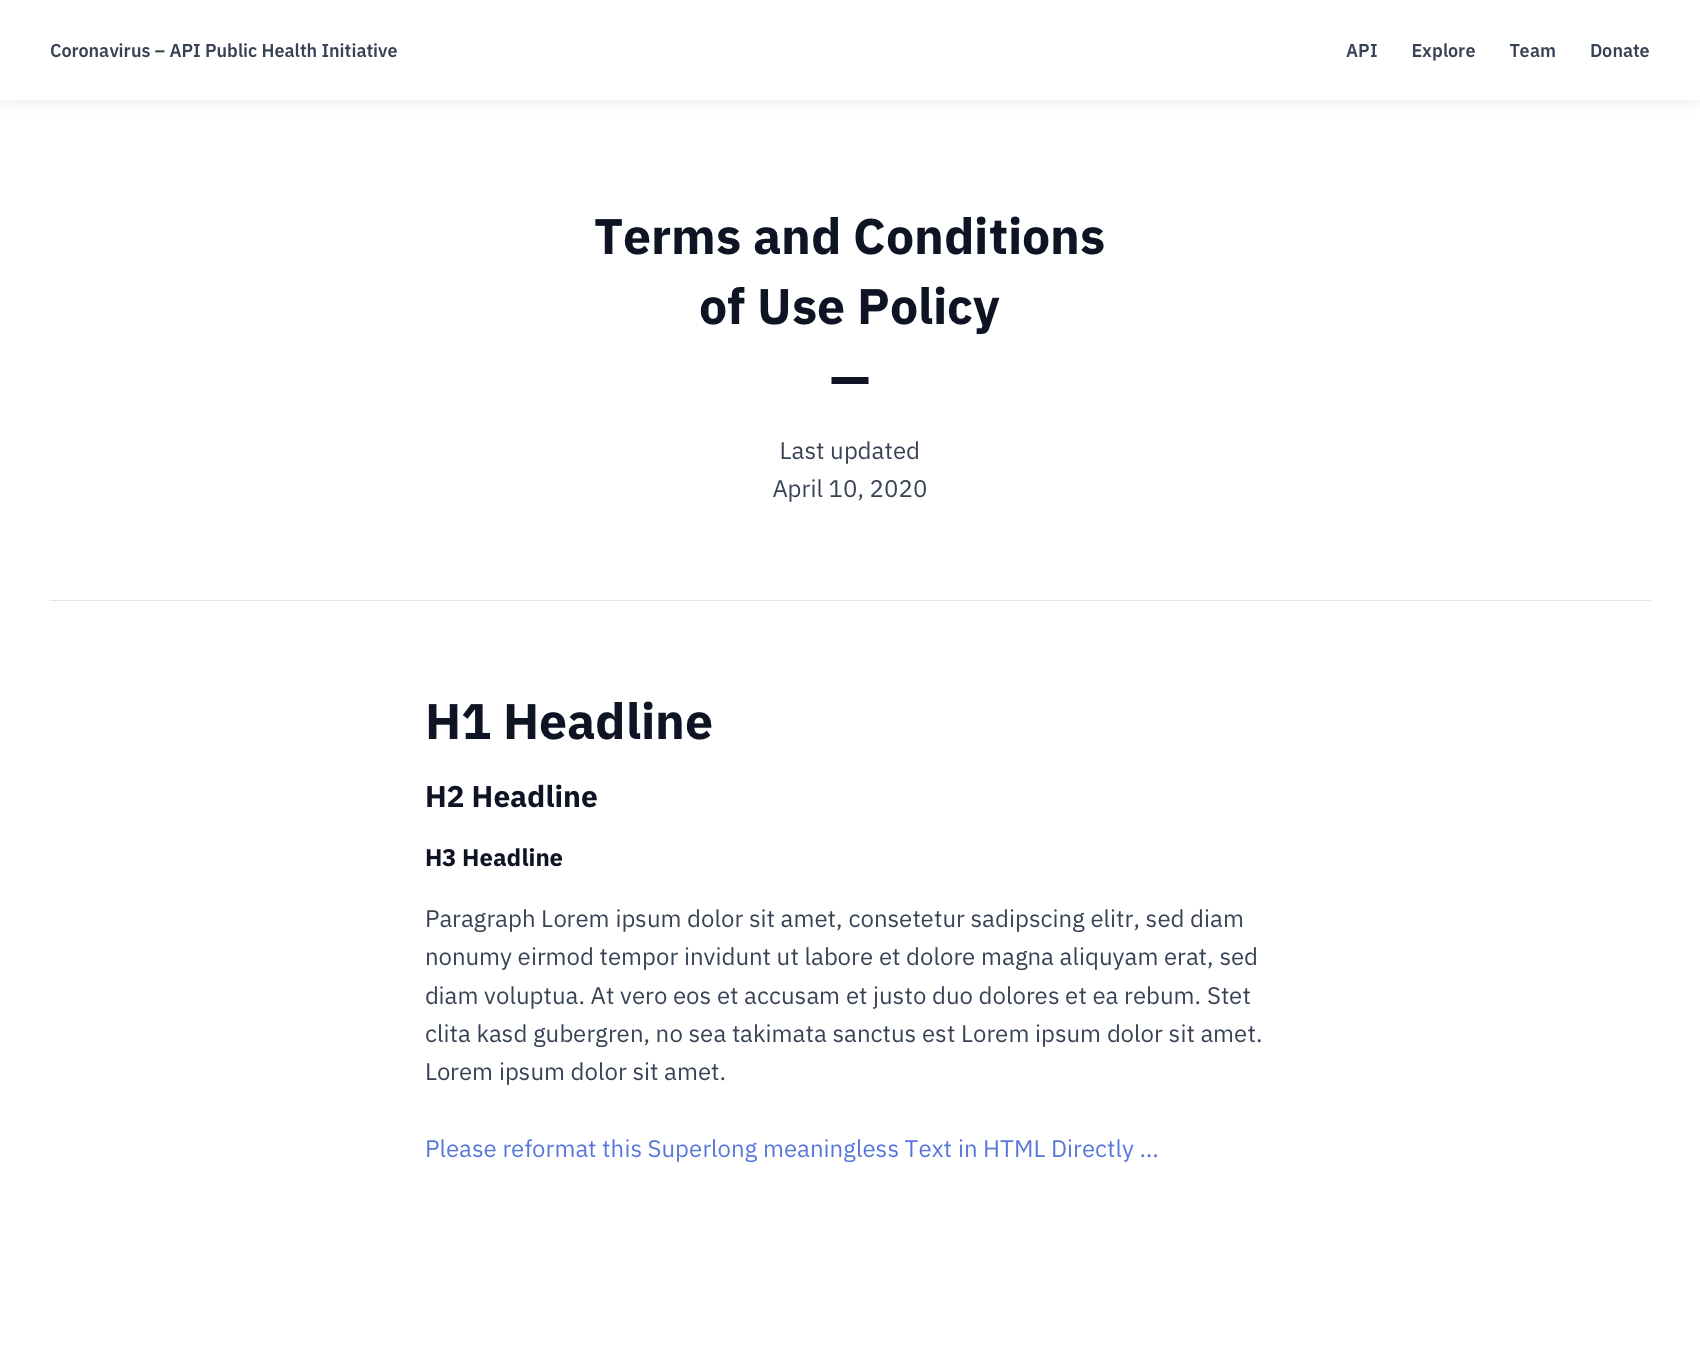 Coronavirus – API Public Health Initiative
API Explore Team Donate
Terms and Conditions
of Use Policy
—
Last updated
April 10, 2020
H1 Headline
H2 Headline
H3 Headline
Paragraph Lorem ipsum dolor sit amet, consetetur sadipscing elitr, sed diam
nonumy eirmod tempor invidunt ut labore et dolore magna aliquyam erat, sed
diam voluptua. At vero eos et accusam et justo duo dolores et ea rebum. Stet
clita kasd gubergren, no sea takimata sanctus est Lorem ipsum dolor sit amet.
Lorem ipsum dolor sit amet.
Please reformat this Superlong meaningless Text in HTML Directly ...